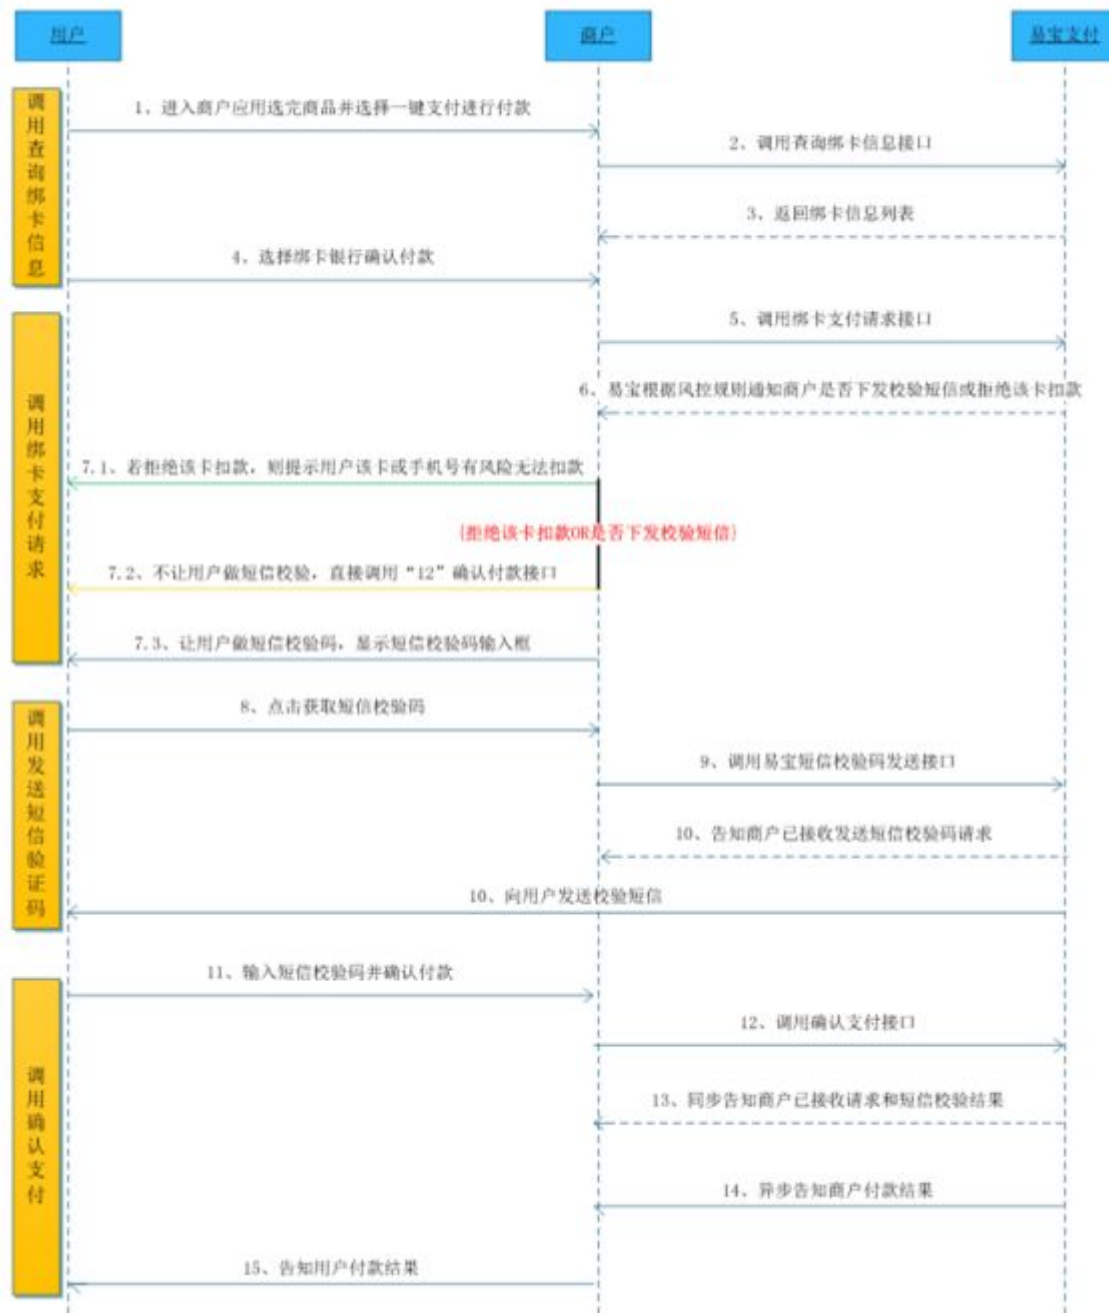 用户
商户
易宝支付
调用查询绑卡信息
1、进入商户应用选完商品并选择一键支付进行付款
2、调用查询绑卡信息接口
3、返回绑卡信息列表
4、选择绑卡银行确认付款
调用绑卡支付请求
5、调用绑卡支付请求接口
6、易宝根据风控规则通知商户是否下发校验短信或拒绝该卡扣款
7.1、若拒绝该卡扣款，则提示用户该卡或手机号有风险无法扣款
{拒绝该卡扣款OR是否下发校验短信}
7.2、不让用户做短信校验，直接调用“12”确认付款接口
7.3、让用户做短信校验码，显示短信校验码输入框
调用发送短信验证码
8、点击获取短信校验码
9、调用易宝短信校验码发送接口
10、告知商户已接收发送短信校验码请求
10、向用户发送校验短信
调用确认支付
11、输入短信校验码并确认付款
12、调用确认支付接口
13、同步告知商户已接收请求和短信校验结果
14、异步告知商户付款结果
15、告知用户付款结果